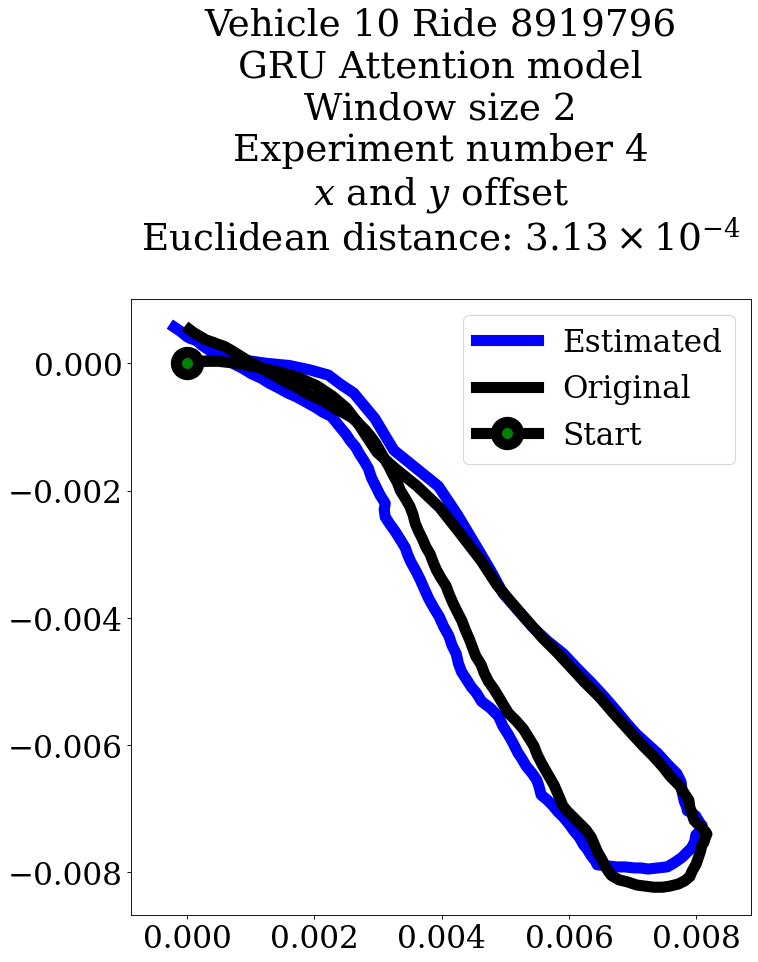 Vehicle 10 Ride 8919796
GRU Attention model
Window size 2
Experiment number 4
x and y offset
Euclidean distance: 3.13 × 10⁻⁴
Estimated
Original
Start
0.000
−0.002
−0.004
−0.006
−0.008
0.000 0.002 0.004 0.006 0.008